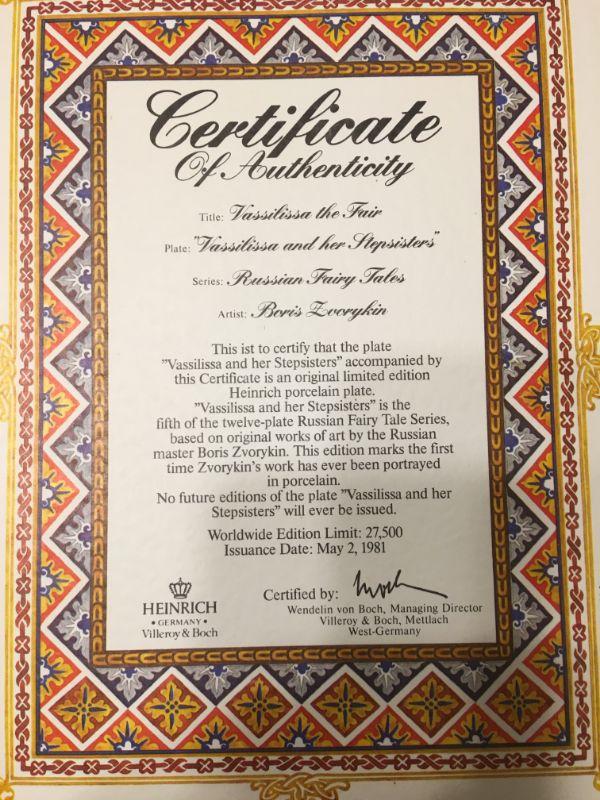 Certificate
Of Authenticity
Title: Vassilissa the Fair
Plate: "Vassilissa and her Stepsisters"
Series: Russian Fairy Tales
Artist: Boris Zvorykin
This ist to certify that the plate
"Vassilissa and her Stepsisters" accompanied by
this Certificate is an original limited edition
Heinrich porcelain plate.
"Vassilissa and her Stepsisters" is the
fifth of the twelve-plate Russian Fairy Tale Series,
based on original works of art by the Russian
master Boris Zvorykin. This edition marks the first
time Zvorykin's work has ever been portrayed
in porcelain.
No future editions of the plate "Vassilissa and her
Stepsisters" will ever be issued.
Worldwide Edition Limit: 27,500
Issuance Date: May 2, 1981
HEINRICH
• GERMANY •
Villeroy & Boch
Certified by:
Wendelin von Boch, Managing Director
Villeroy & Boch, Mettlach
West-Germany